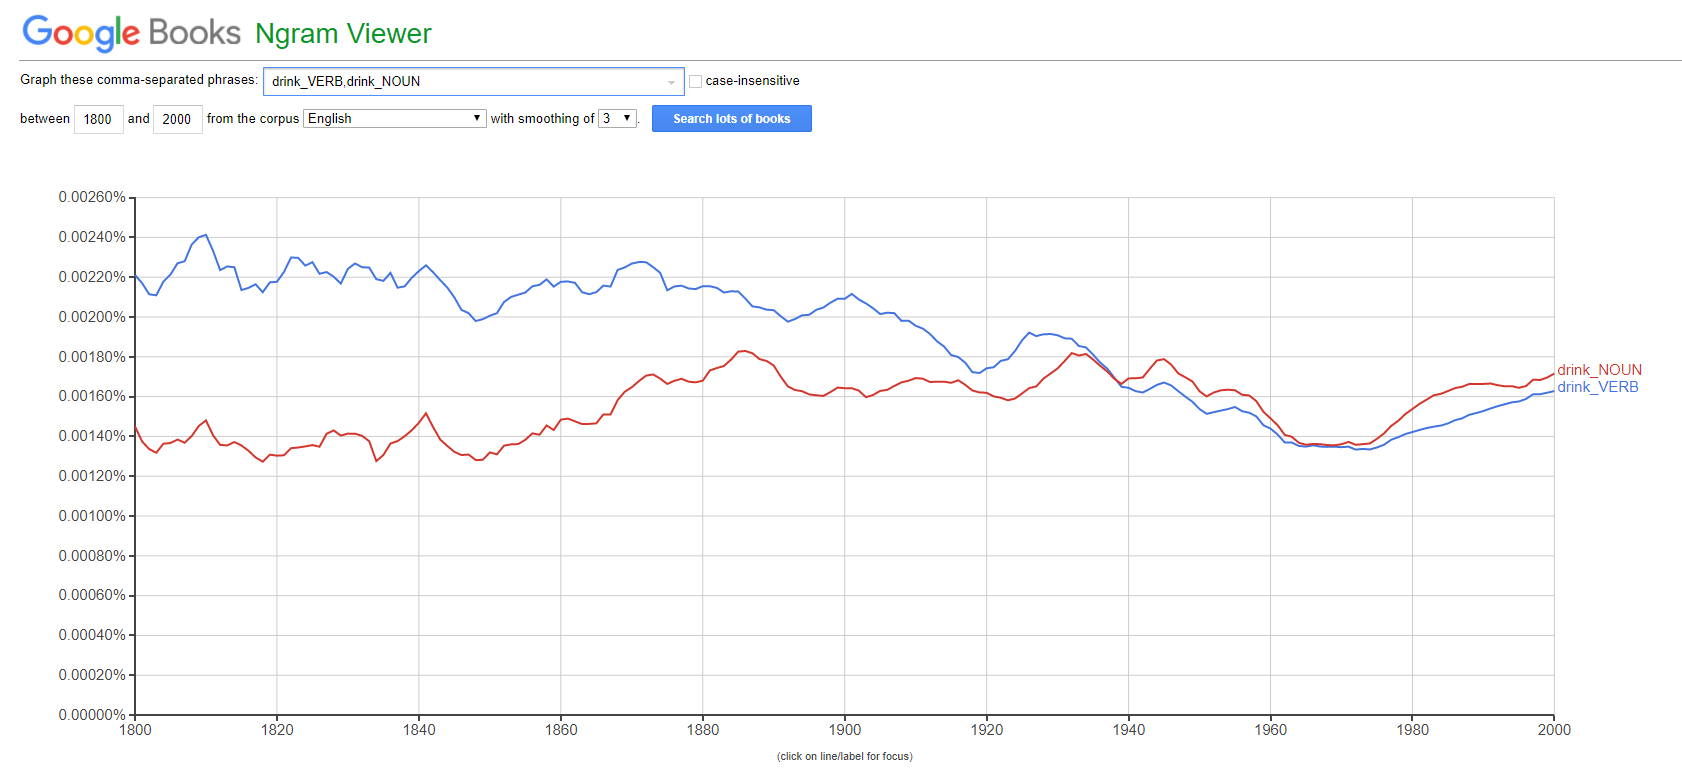 Google Books Ngram Viewer
Graph these comma-separated phrases: drink_VERB,drink_NOUN case-insensitive
between 1800 and 2000 from the corpus English with smoothing of 3 . Search lots of books
0.00260%
0.00240%
0.00220%
0.00200%
0.00180%
drink_NOUN
drink_VERB
0.00160%
0.00140%
0.00120%
0.00100%
0.00080%
0.00060%
0.00040%
0.00020%
0.00000%
1800 1820 1840 1860 1880 1900 1920 1940 1960 1980 2000
(click on line/label for focus)